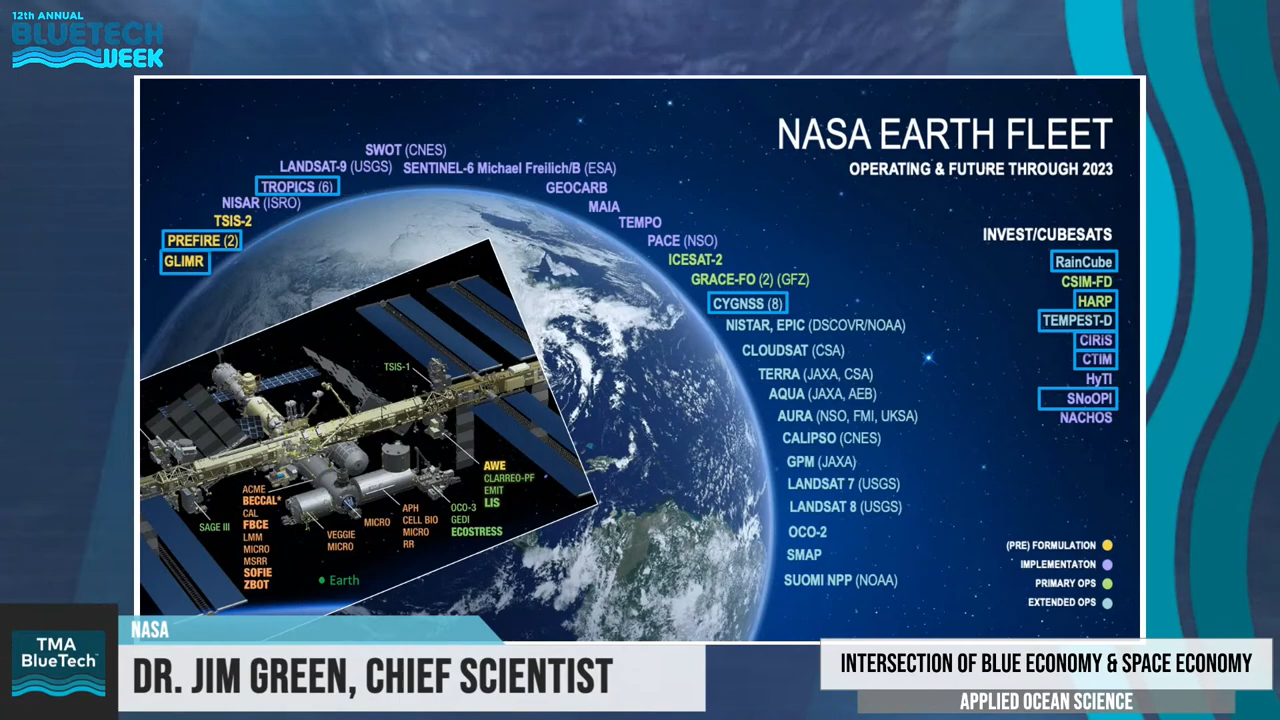 12th ANNUAL
BLUETECH
WEEK
NASA EARTH FLEET
OPERATING & FUTURE THROUGH 2023
SWOT (CNES)
LANDSAT-9 (USGS)
SENTINEL-6 Michael Freilich/B (ESA)
TROPICS (6)
GEOCARB
NISAR (ISRO)
MAIA
TSIS-2
TEMPO
PREFIRE (2)
PACE (NSO)
GLIMR
ICESAT-2
GRACE-FO (2) (GFZ)
CYGNSS (8)
NISTAR, EPIC (DSCOVR/NOAA)
CLOUDSAT (CSA)
TERRA (JAXA, CSA)
AQUA (JAXA, AEB)
AURA (NSO, FMI, UKSA)
CALIPSO (CNES)
GPM (JAXA)
LANDSAT 7 (USGS)
LANDSAT 8 (USGS)
OCO-2
SMAP
SUOMI NPP (NOAA)
INVEST/CUBESATS
RainCube
CSIM-FD
HARP
TEMPEST-D
CIRiS
CTIM
HyTI
SNoOPI
NACHOS
(PRE) FORMULATION
IMPLEMENTATON
PRIMARY OPS
EXTENDED OPS
TSIS-1
SAGE III
ACME
BECCAL*
CAL
FBCE
LMM
MICRO
MSRR
SOFIE
ZBOT
VEGGIE
MICRO
MICRO
APH
CELL BIO
MICRO
RR
OCO-3
GEDI
ECOSTRESS
AWE
CLARREO-PF
EMIT
LIS
Earth
TMA
BlueTech™
NASA
DR. JIM GREEN, CHIEF SCIENTIST
INTERSECTION OF BLUE ECONOMY & SPACE ECONOMY
APPLIED OCEAN SCIENCE